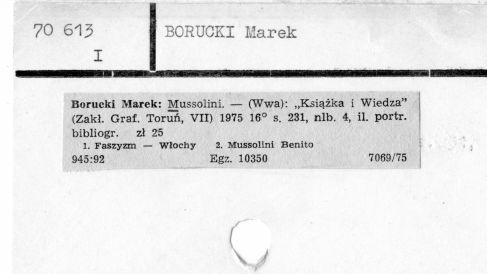 70 613
I
BORUCKI Marek
Borucki Marek: Mussolini. — (Wwa): „Książka i Wiedza”
(Zakł. Graf. Toruń, VII) 1975 16° s. 231, nlb. 4, il. portr.
bibliogr. zł 25
1. Faszyzm — Włochy 2. Mussolini Benito
945:92 Egz. 10350 7069/75